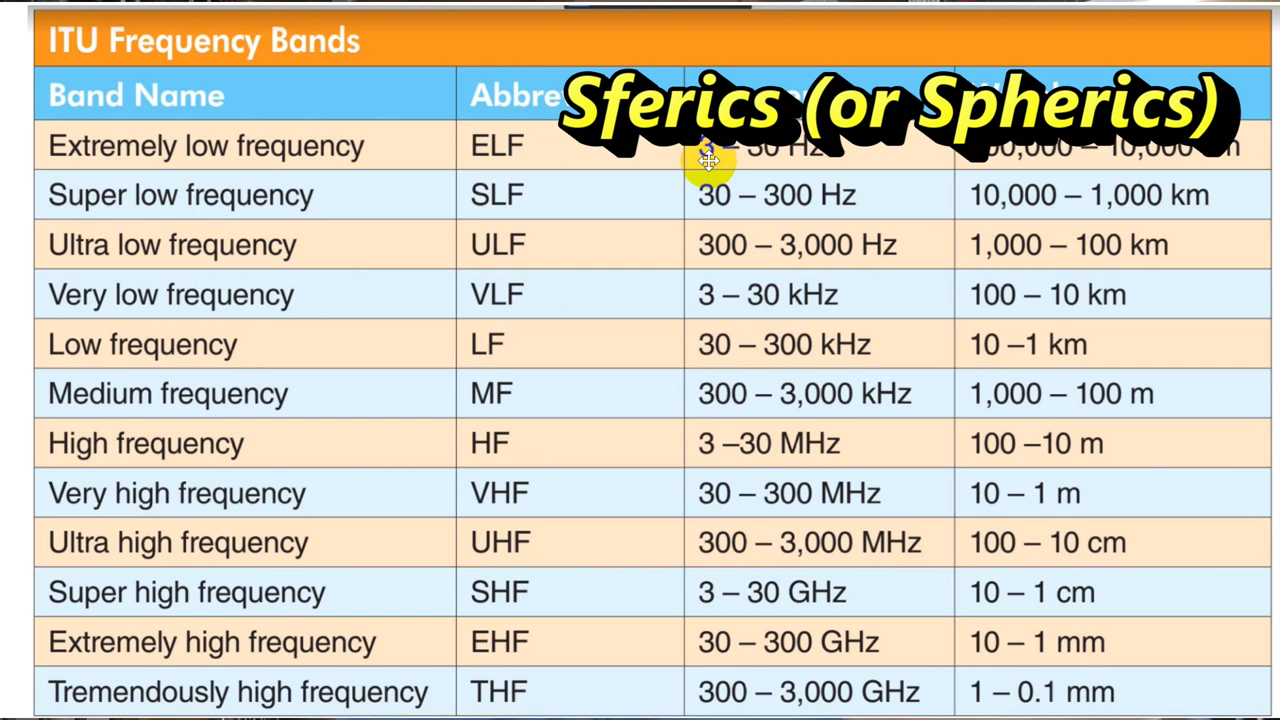 ITU Frequency Bands
Band Name
Sferics (or Spherics)
Extremely low frequency ELF 3 – 30 Hz
Super low frequency SLF 30 – 300 Hz 10,000 – 1,000 km
Ultra low frequency ULF 300 – 3,000 Hz 1,000 – 100 km
Very low frequency VLF 3 – 30 kHz 100 – 10 km
Low frequency LF 30 – 300 kHz 10 –1 km
Medium frequency MF 300 – 3,000 kHz 1,000 – 100 m
High frequency HF 3 –30 MHz 100 –10 m
Very high frequency VHF 30 – 300 MHz 10 – 1 m
Ultra high frequency UHF 300 – 3,000 MHz 100 – 10 cm
Super high frequency SHF 3 – 30 GHz 10 – 1 cm
Extremely high frequency EHF 30 – 300 GHz 10 – 1 mm
Tremendously high frequency THF 300 – 3,000 GHz 1 – 0.1 mm